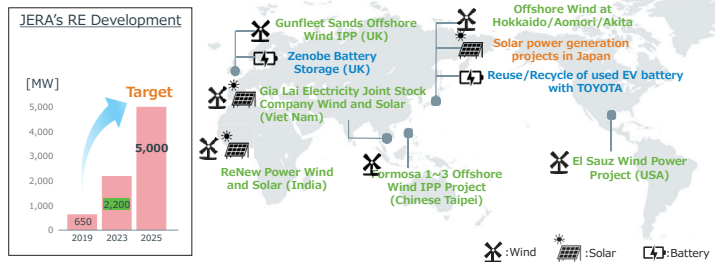 JERA's RE Development
[MW]
Target
5,000
4,000
3,000
2,000
1,000
0
5,000
2,200
650
2019 2023 2025
Gunfleet Sands Offshore
Wind IPP (UK)
Zenobe Battery
Storage (UK)
Gia Lai Electricity Joint Stock
Company Wind and Solar
(Viet Nam)
ReNew Power Wind
and Solar (India)
Formosa 1~3 Offshore
Wind IPP Project
(Chinese Taipei)
Offshore Wind at
Hokkaido/Aomori/Akita
Solar power generation
projects in Japan
Reuse/Recycle of used EV battery
with TOYOTA
El Sauz Wind Power
Project (USA)
:Wind :Solar :Battery